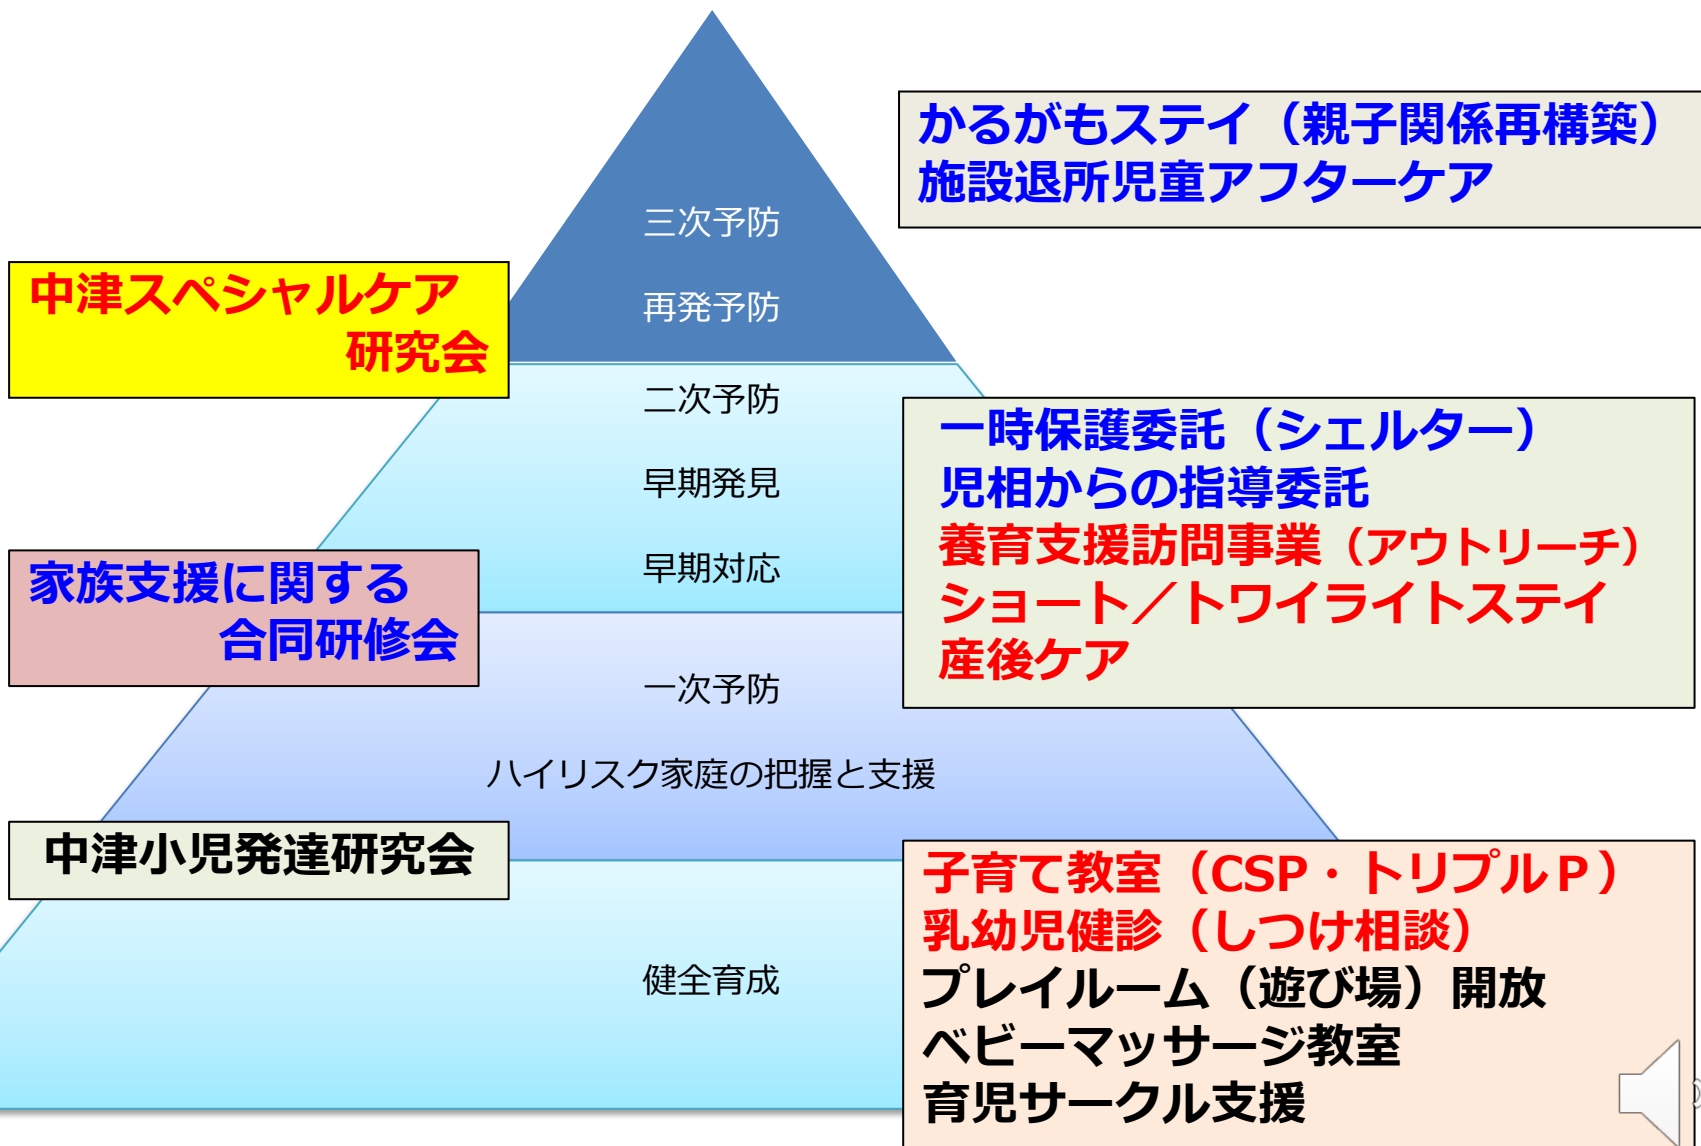 かるがもステイ（親子関係再構築）
施設退所児童アフターケア
三次予防
再発予防
中津スペシャルケア
研究会
二次予防
早期発見
早期対応
一時保護委託（シェルター）
児相からの指導委託
養育支援訪問事業（アウトリーチ）
ショート／トワイライトステイ
産後ケア
家族支援に関する
合同研修会
一次予防
ハイリスク家庭の把握と支援
中津小児発達研究会
健全育成
子育て教室（CSP・トリプルＰ）
乳幼児健診（しつけ相談）
プレイルーム（遊び場）開放
ベビーマッサージ教室
育児サークル支援